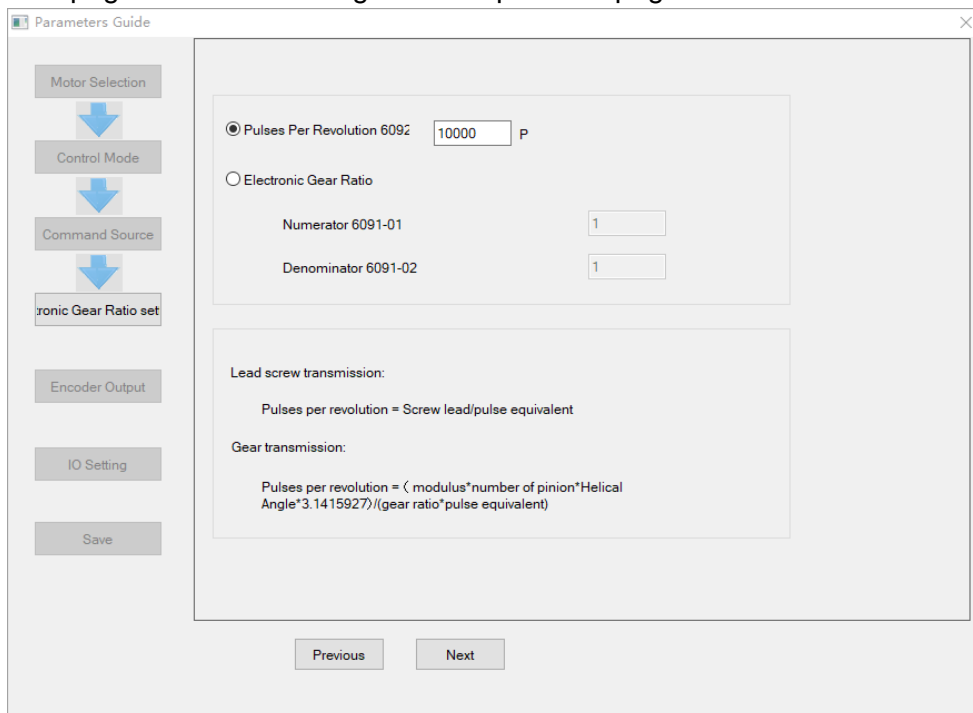 Parameters Guide
Motor Selection
Control Mode
Command Source
tronic Gear Ratio set
Encoder Output
IO Setting
Save
Pulses Per Revolution 6092
10000 P
Electronic Gear Ratio
Numerator 6091-01
1
Denominator 6091-02
1
Lead screw transmission:
Pulses per revolution = Screw lead/pulse equivalent
Gear transmission:
Pulses per revolution =〈 modulus*number of pinion*Helical
Angle*3.1415927〉/(gear ratio*pulse equivalent)
Previous
Next